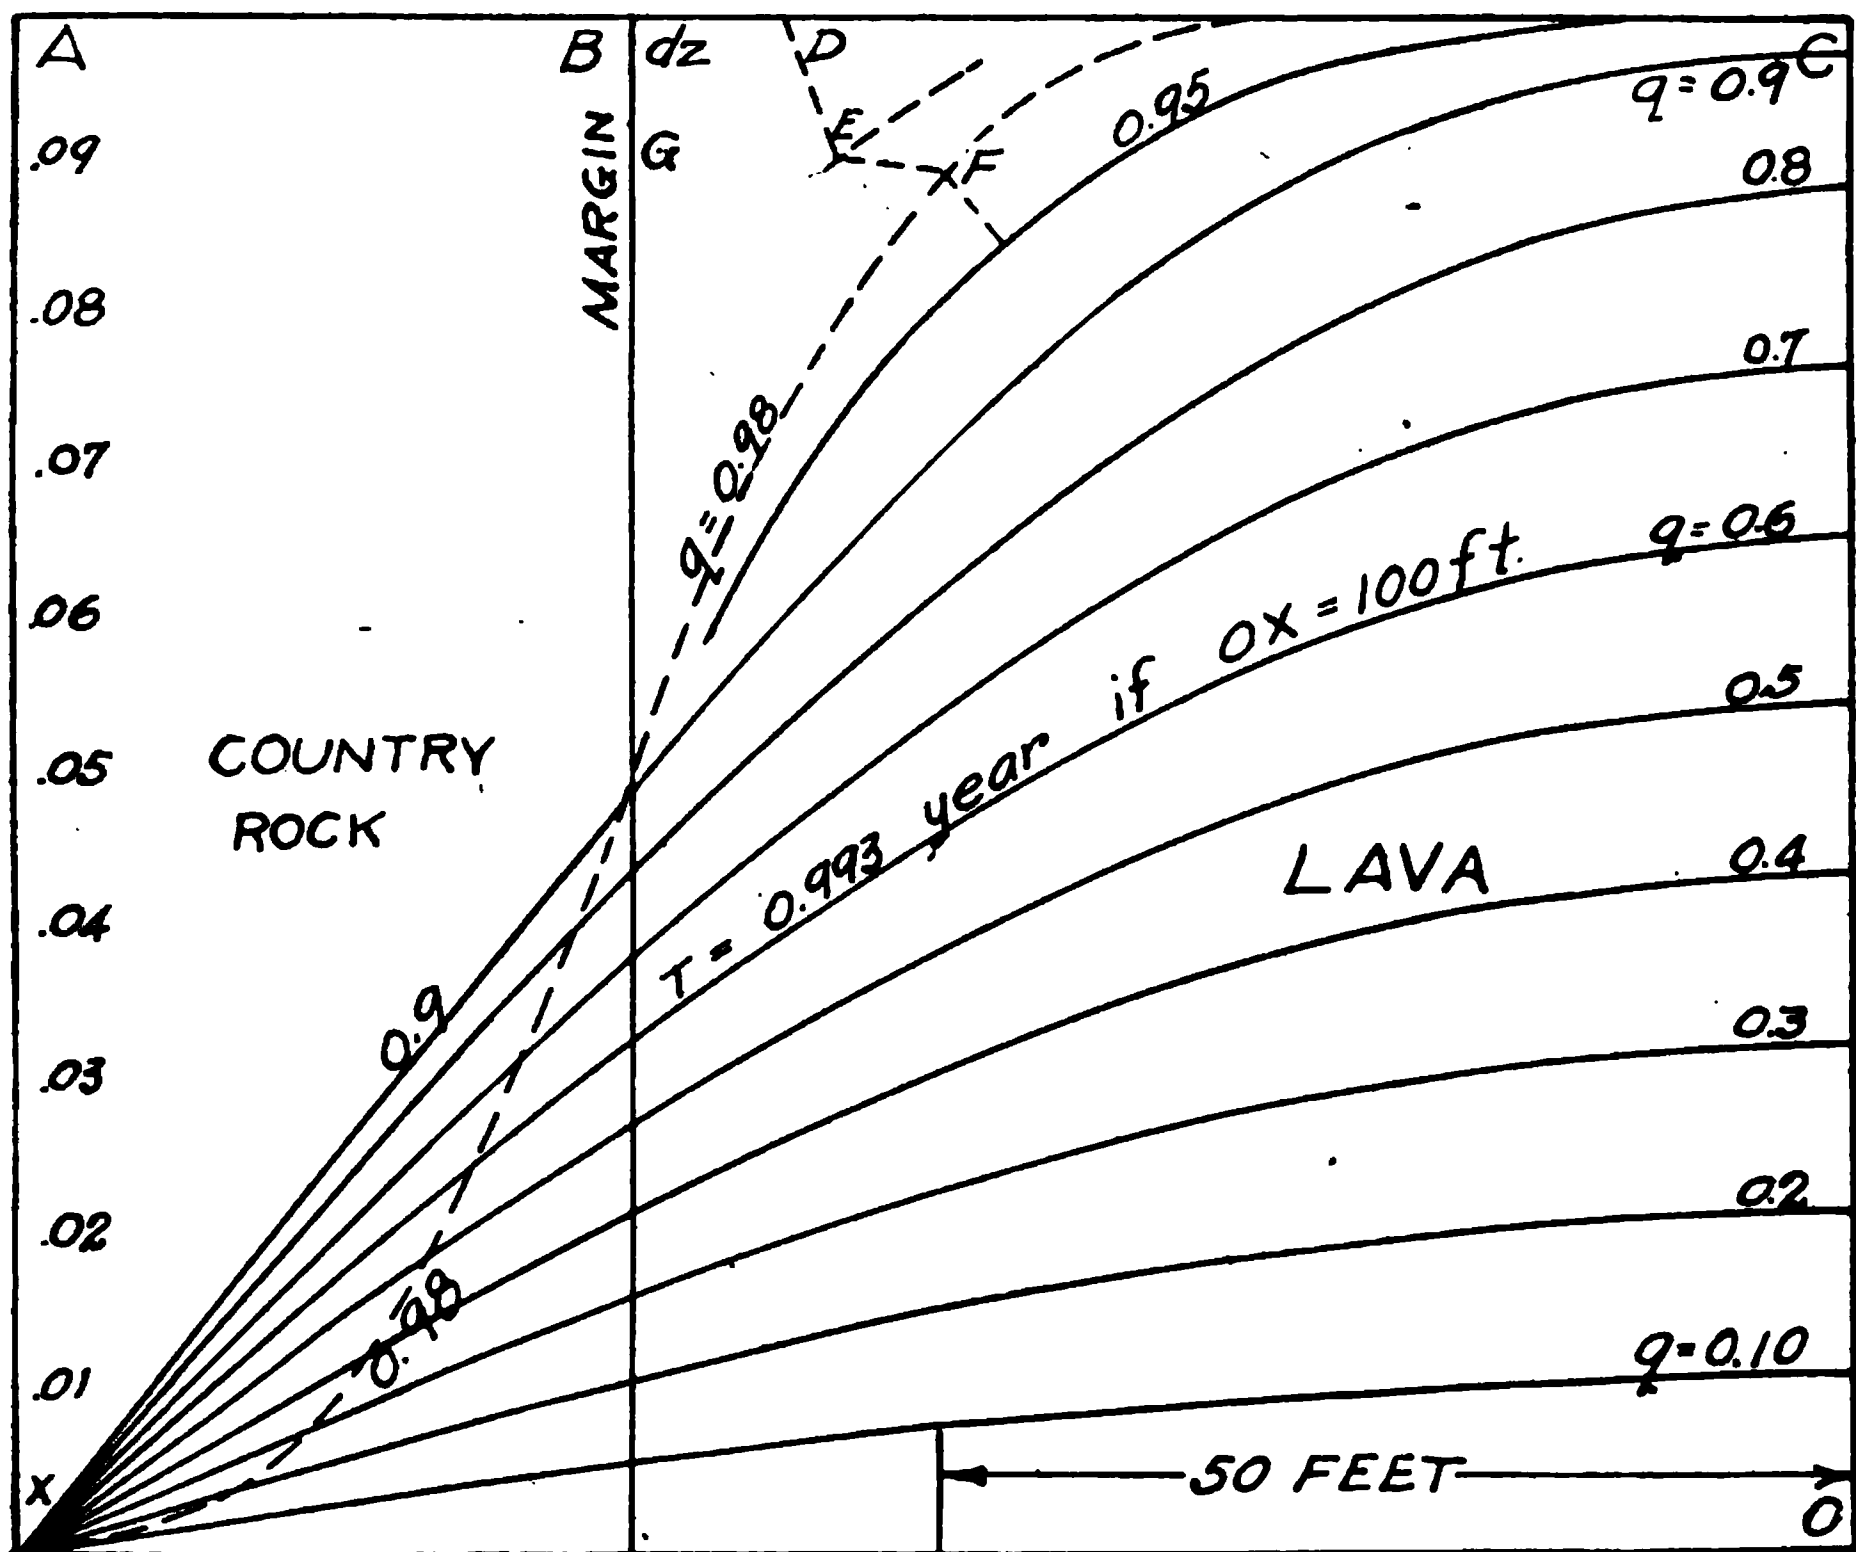 A
B
dz
D
C
q = 0.9
E
0.95
MARGIN
G
F
.09
0.8
.08
0.7
.07
q = 0.98
q = 0.6
.06
T = 0.993 year if OX = 100 ft.
0.5
.05
COUNTRY
ROCK
LAVA
0.4
.04
0.9
0.3
.03
0.2
.02
0.98
q = 0.10
.01
X
50 FEET
O